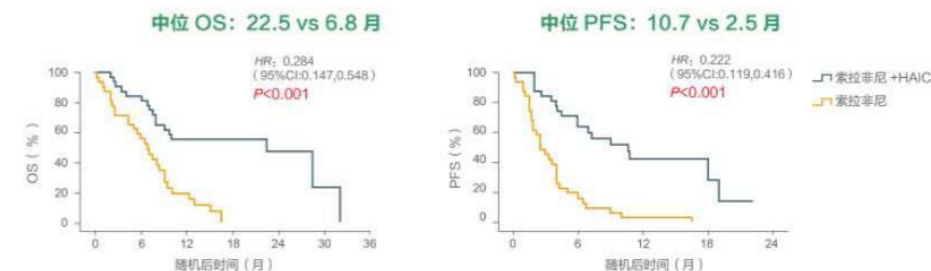 中位 OS：22.5 vs 6.8 月
HR：0.284
（95%CI:0.147,0.548）
P<0.001
OS（%）
100
80
60
40
20
0
0 6 12 18 24 30 36
随机后时间（月）
中位 PFS：10.7 vs 2.5 月
HR：0.222
（95%CI:0.119,0.416）
P<0.001
PFS（%）
100
80
60
40
20
0
0 6 12 18 24
随机后时间（月）
索拉非尼 +HAIC
索拉非尼